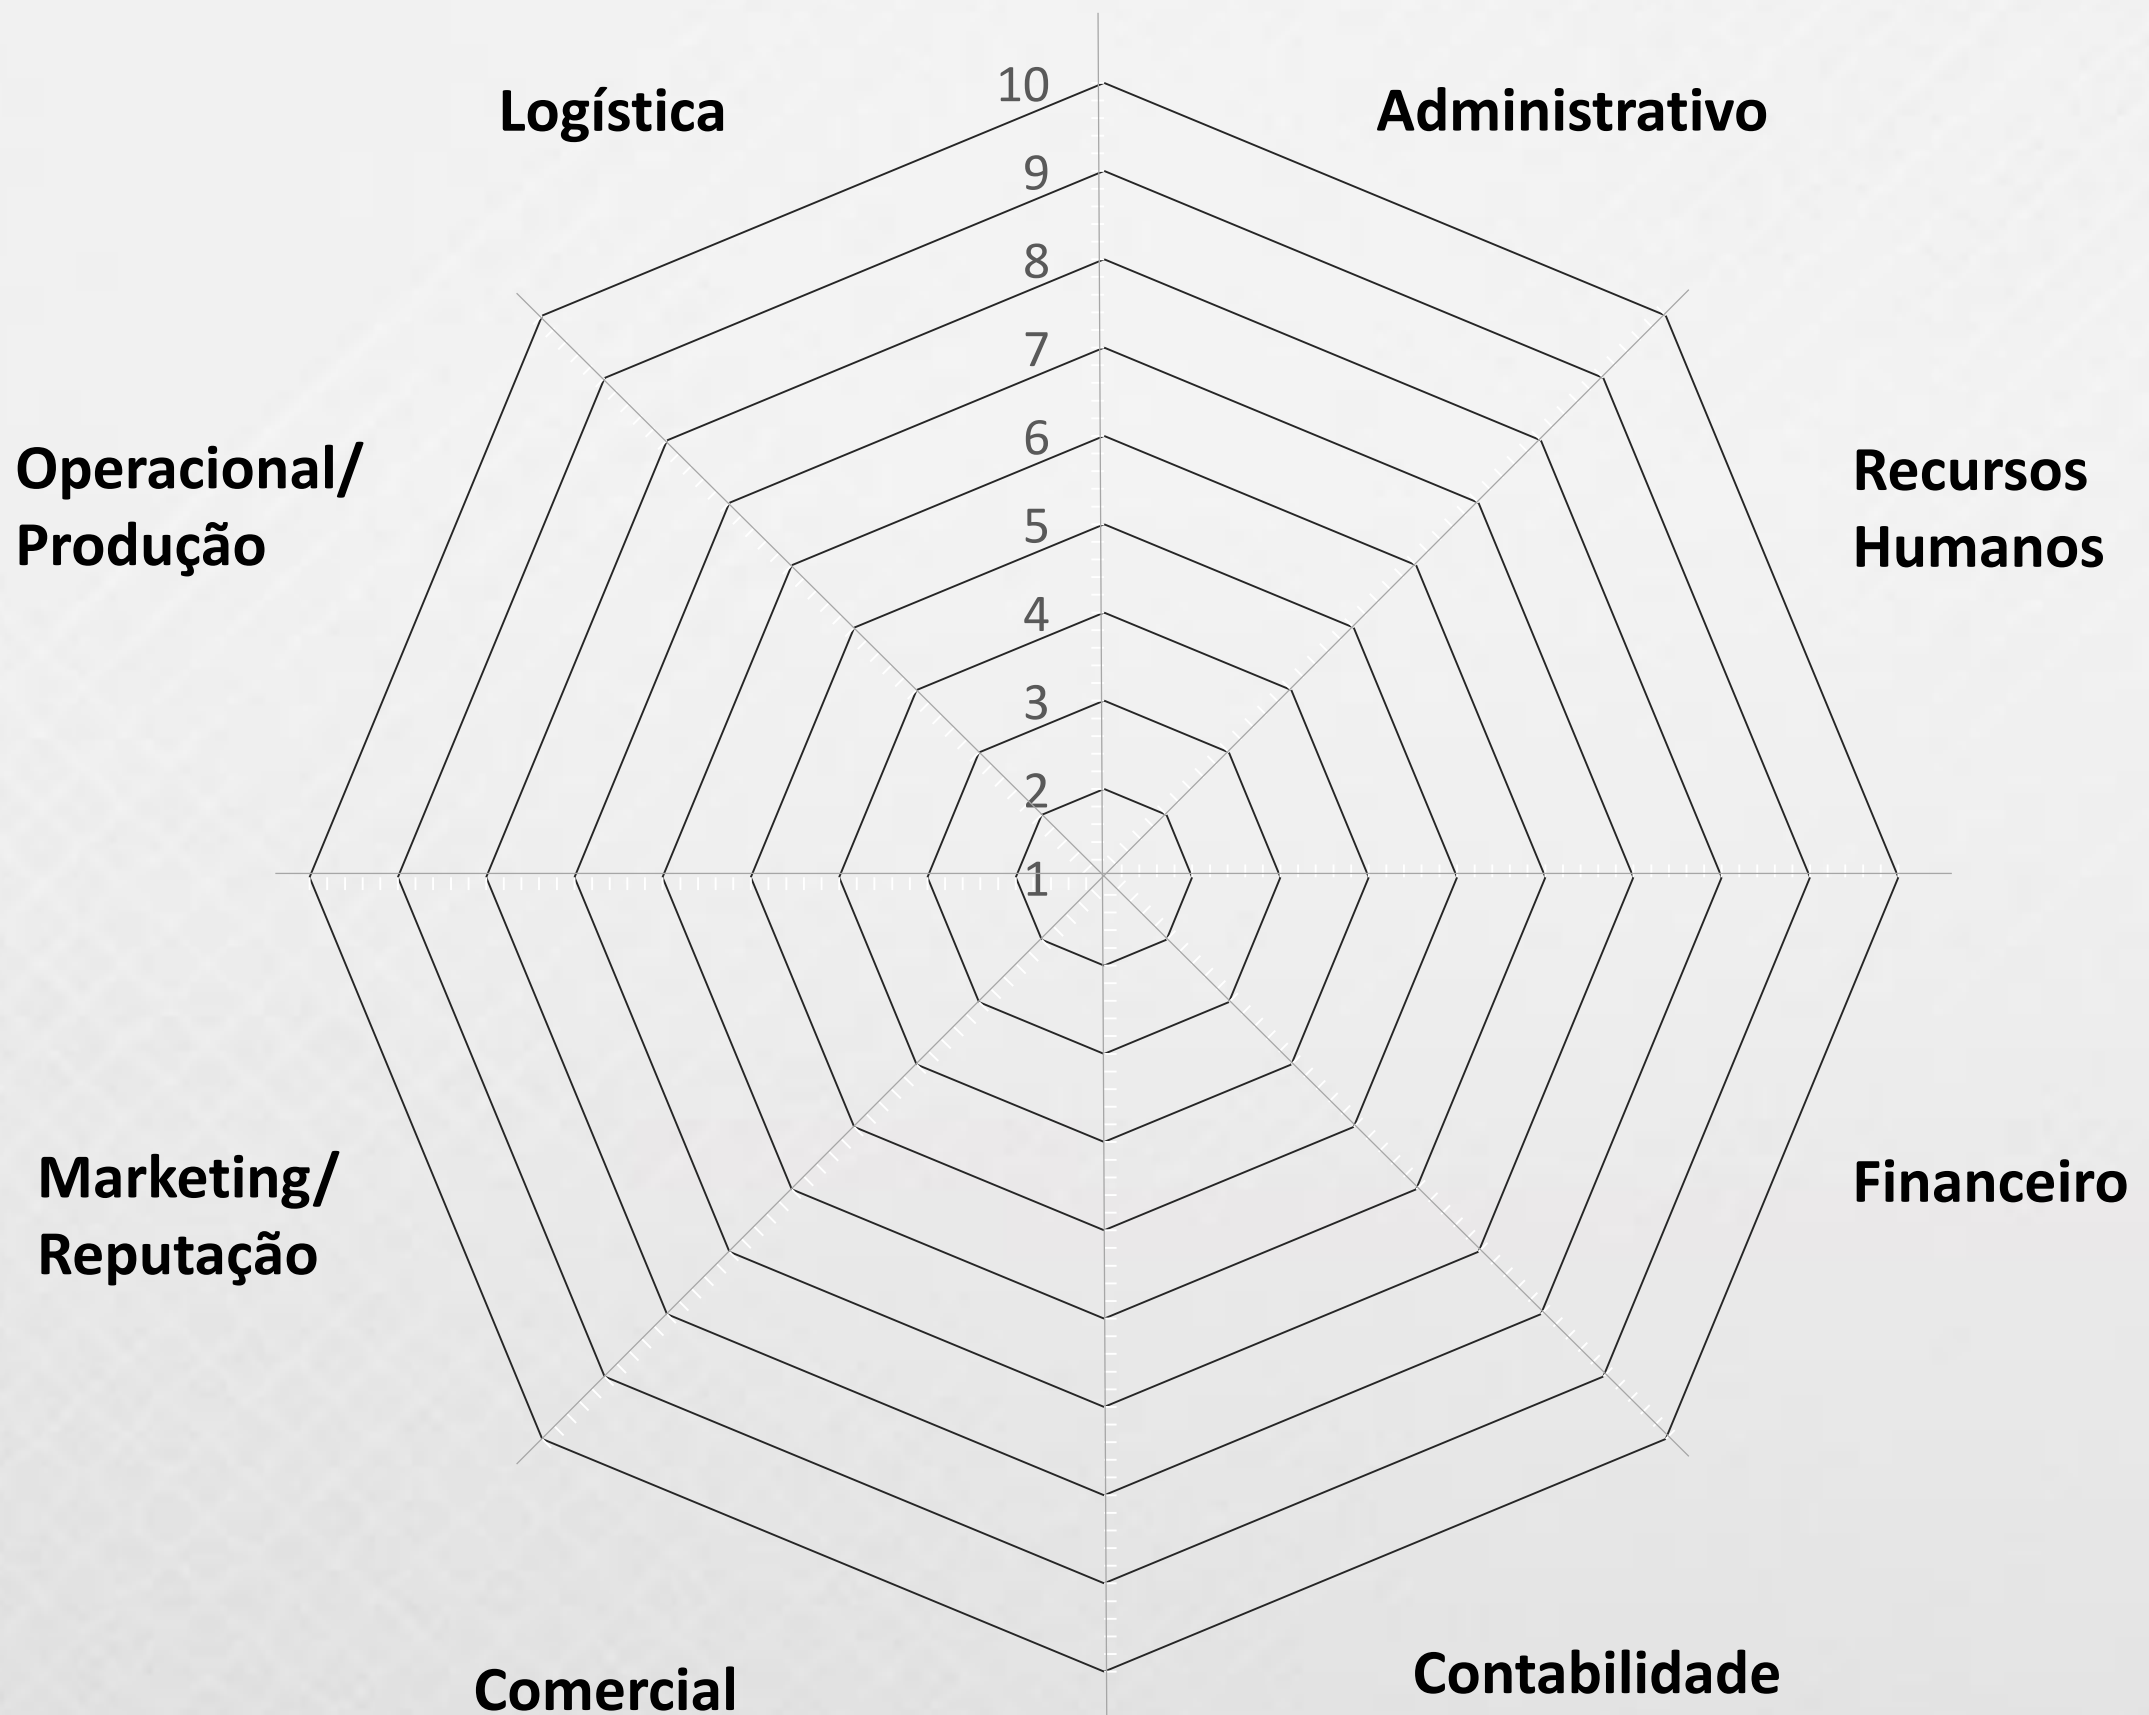 Logística
10
Administrativo
9
8
7
6
Operacional/
Produção
Recursos
Humanos
5
4
3
2
1
Marketing/
Reputação
Financeiro
Comercial
Contabilidade